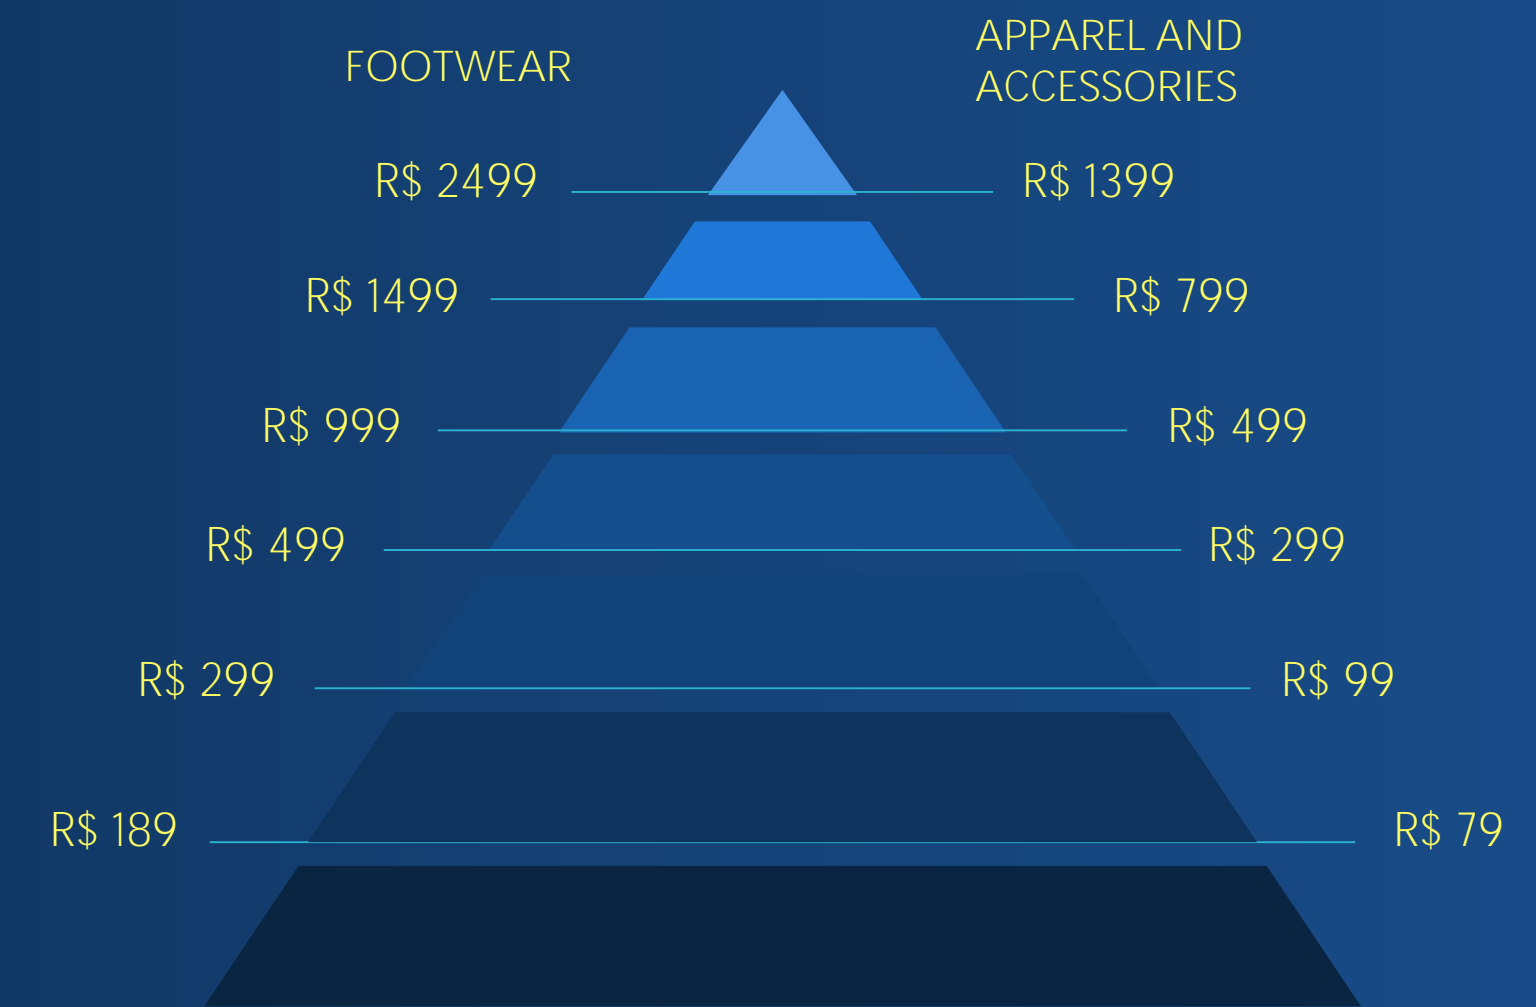 FOOTWEAR
APPAREL AND
ACCESSORIES
R$ 2499
R$ 1399
R$ 1499
R$ 799
R$ 999
R$ 499
R$ 499
R$ 299
R$ 299
R$ 99
R$ 189
R$ 79